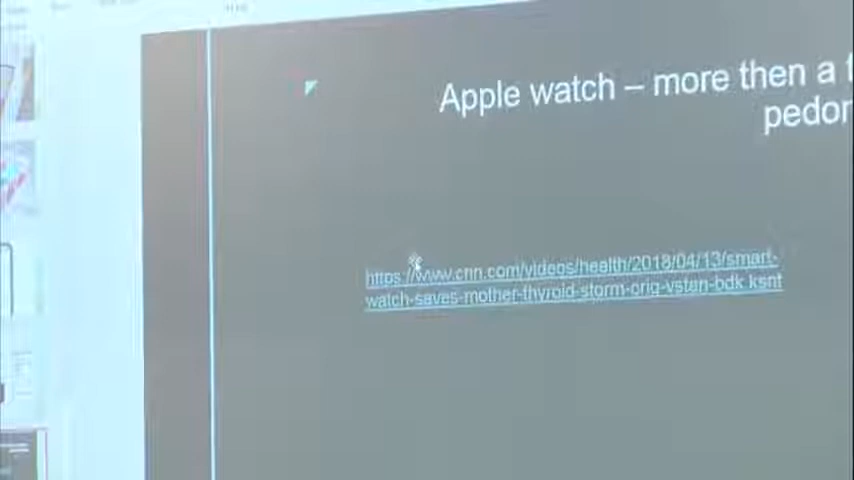 Apple watch – more then a f
pedor
https://www.cnn.com/videos/health/2018/04/13/smart-
watch-saves-mother-thyroid-storm-orig-vstan-bdk.ksnt